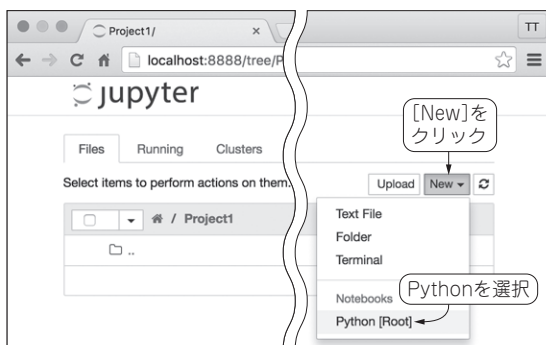 Project1/
×
TT
localhost:8888/tree/P
jupyter
[New]を
クリック
Files Running Clusters
Select items to perform actions on them.
Upload New
/ Project1
..
Text File
Folder
Terminal
Notebooks
Pythonを選択
Python [Root]